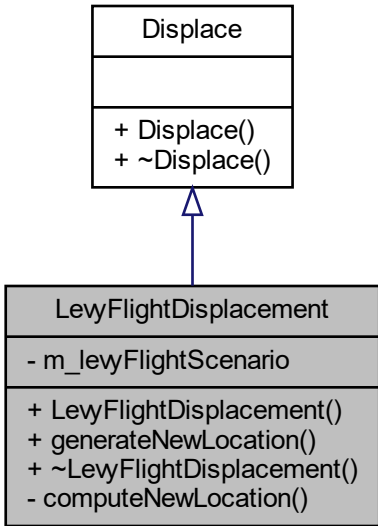 Displace
+ Displace()
+ ~Displace()
LevyFlightDisplacement
- m_levyFlightScenario
+ LevyFlightDisplacement()
+ generateNewLocation()
+ ~LevyFlightDisplacement()
- computeNewLocation()